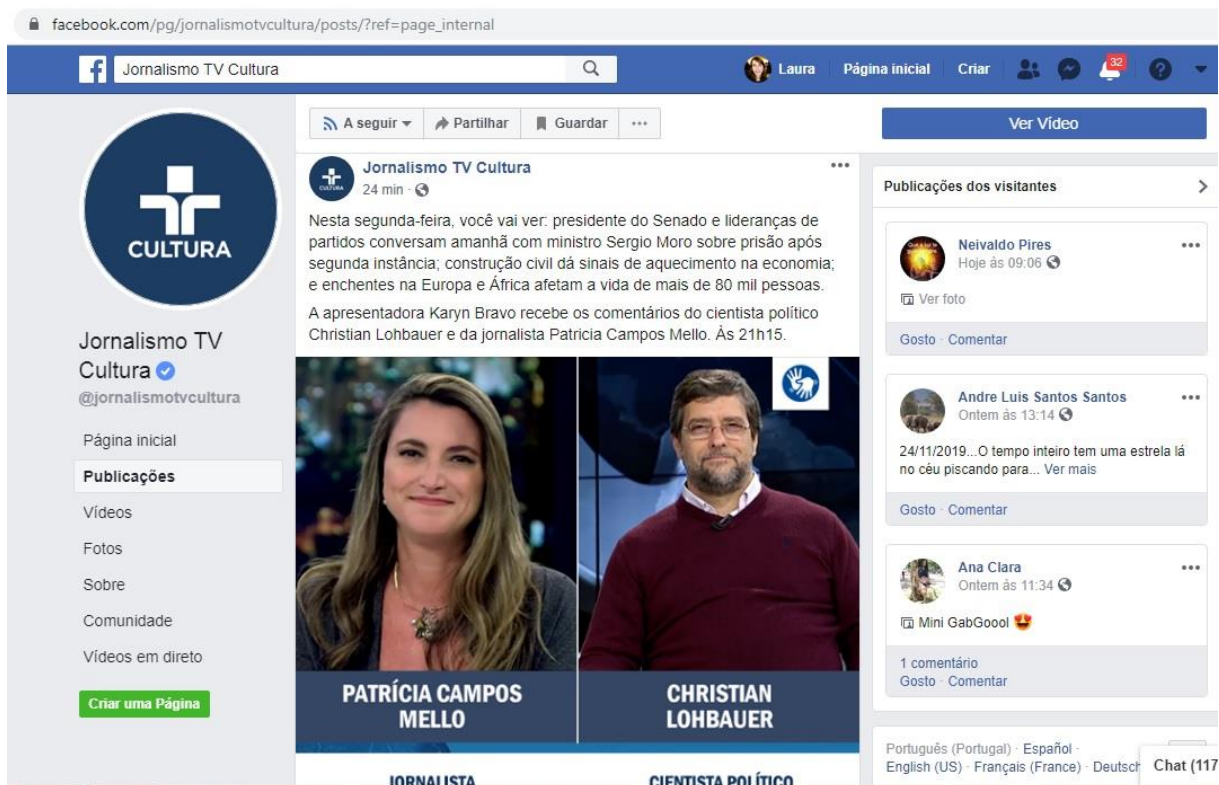 facebook.com/pg/jornalismotvcultura/posts/?ref=page_internal
Jornalismo TV Cultura
Laura
Página inicial
Criar
32
CULTURA
Jornalismo TV
Cultura
@jornalismotvcultura
Página inicial
Publicações
Vídeos
Fotos
Sobre
Comunidade
Vídeos em direto
Criar uma Página
A seguir
Partilhar
Guardar
Jornalismo TV Cultura
24 min
Nesta segunda-feira, você vai ver: presidente do Senado e lideranças de
partidos conversam amanhã com ministro Sergio Moro sobre prisão após
segunda instância; construção civil dá sinais de aquecimento na economia;
e enchentes na Europa e África afetam a vida de mais de 80 mil pessoas.
A apresentadora Karyn Bravo recebe os comentários do cientista político
Christian Lohbauer e da jornalista Patricia Campos Mello. Às 21h15.
PATRÍCIA CAMPOS
MELLO
CHRISTIAN
LOHBAUER
JORNALISTA
CIENTISTA POLÍTICO
Ver Vídeo
Publicações dos visitantes
Neivaldo Pires
Hoje às 09:06
Ver foto
Gosto · Comentar
Andre Luis Santos Santos
Ontem às 13:14
24/11/2019...O tempo inteiro tem uma estrela lá
no céu piscando para... Ver mais
Gosto · Comentar
Ana Clara
Ontem às 11:34
Mini GabGoool 🤩
1 comentário
Gosto · Comentar
Português (Portugal) · Español ·
English (US) · Français (France) · Deutsch
Chat (117